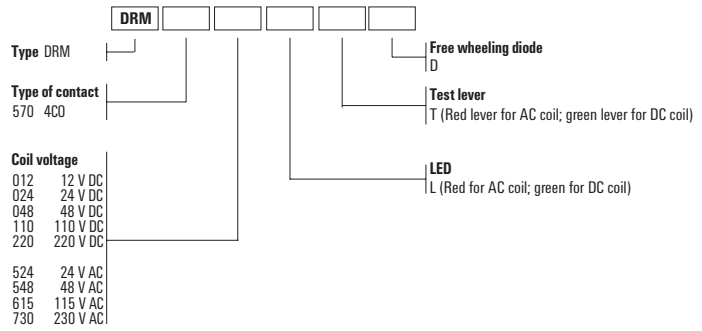 DRM
Type DRM
Type of contact
570 4CO
Coil voltage
012 12 V DC
024 24 V DC
048 48 V DC
110 110 V DC
220 220 V DC
524 24 V AC
548 48 V AC
615 115 V AC
730 230 V AC
Free wheeling diode
D
Test lever
T (Red lever for AC coil; green lever for DC coil)
LED
L (Red for AC coil; green for DC coil)